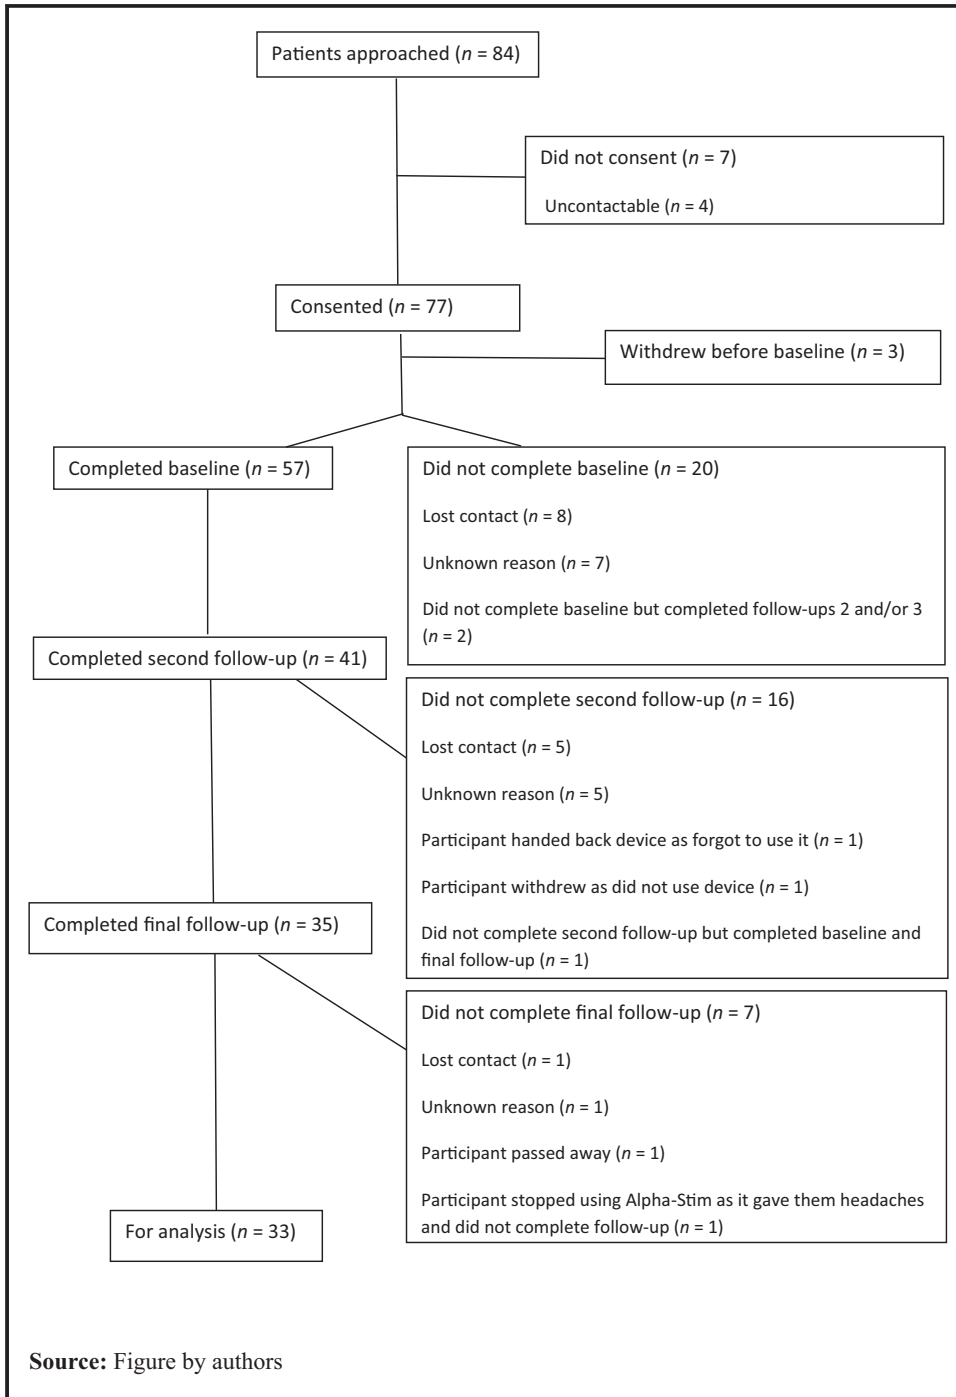 Patients approached (n = 84)
Did not consent (n = 7)
Uncontactable (n = 4)
Consented (n = 77)
Withdrew before baseline (n = 3)
Completed baseline (n = 57)
Did not complete baseline (n = 20)
Lost contact (n = 8)
Unknown reason (n = 7)
Did not complete baseline but completed follow-ups 2 and/or 3
(n = 2)
Completed second follow-up (n = 41)
Did not complete second follow-up (n = 16)
Lost contact (n = 5)
Unknown reason (n = 5)
Participant handed back device as forgot to use it (n = 1)
Participant withdrew as did not use device (n = 1)
Did not complete second follow-up but completed baseline and
final follow-up (n = 1)
Completed final follow-up (n = 35)
Did not complete final follow-up (n = 7)
Lost contact (n = 1)
Unknown reason (n = 1)
Participant passed away (n = 1)
Participant stopped using Alpha-Stim as it gave them headaches
and did not complete follow-up (n = 1)
For analysis (n = 33)
Source: Figure by authors